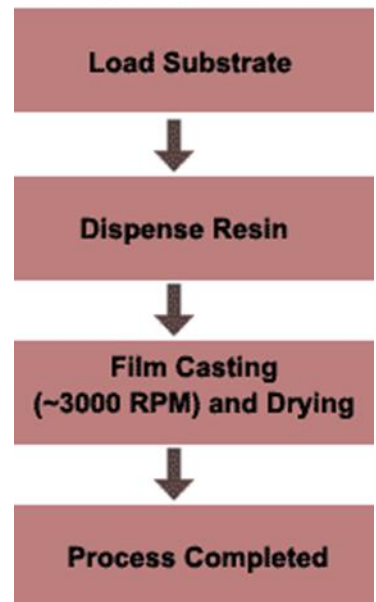 Load Substrate
Dispense Resin
Film Casting
(~3000 RPM) and Drying
Process Completed